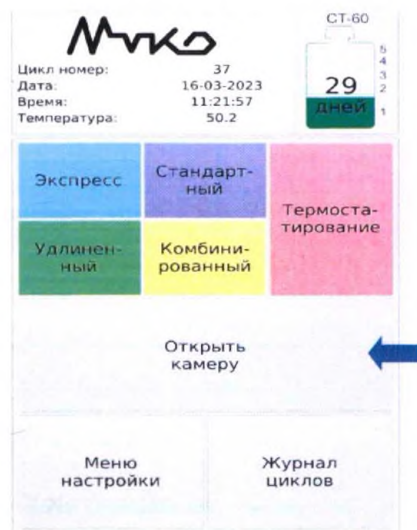 Мико
СТ-60
Цикл номер: 37
Дата: 16-03-2023
Время: 11:21:57
Температура: 50.2
5
4
3
2
1
29
дней
Экспресс
Стандарт-
ный
Термоста-
тирование
Удлинен-
ный
Комбини-
рованный
Открыть
камеру
Меню
настройки
Журнал
циклов